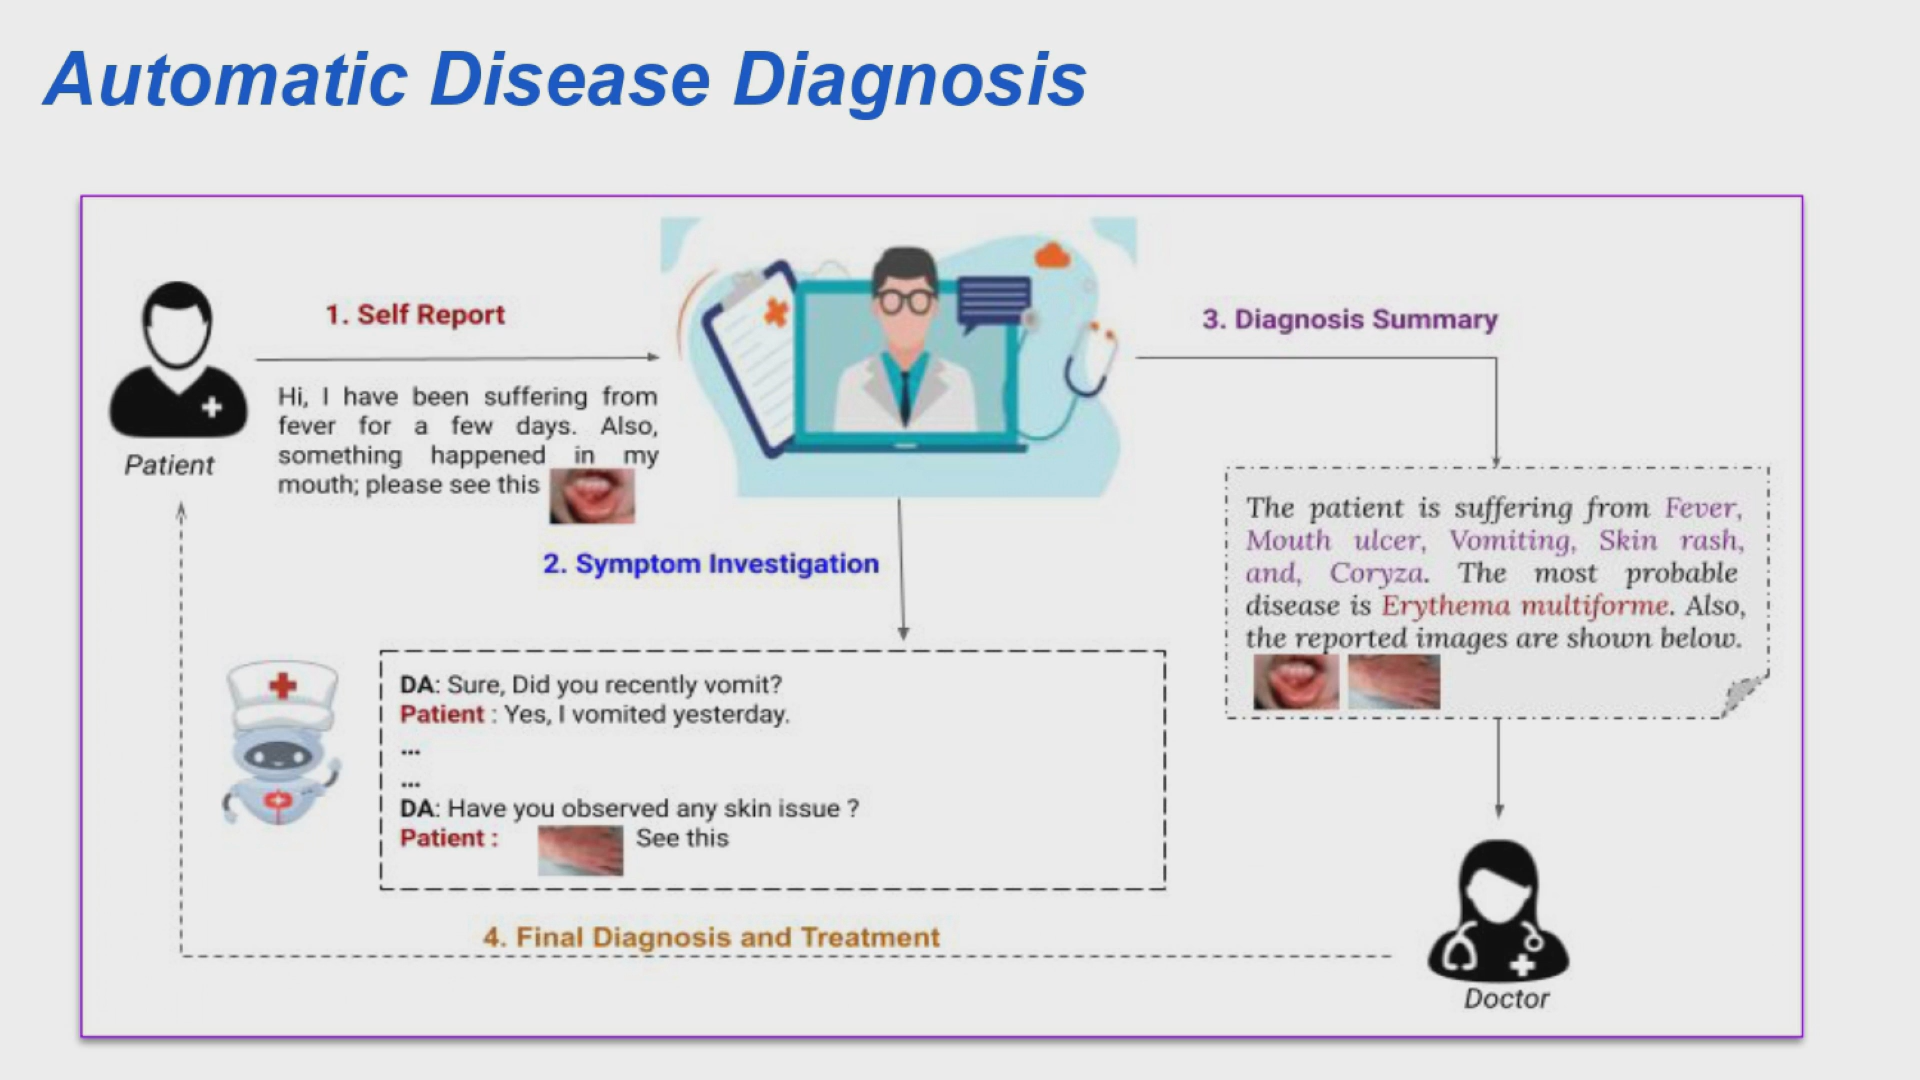 Automatic Disease Diagnosis
1. Self Report
Hi, I have been suffering from
fever for a few days. Also,
something happened in my
mouth; please see this
Patient
2. Symptom Investigation
DA: Sure, Did you recently vomit?
Patient : Yes, I vomited yesterday.
...
...
DA: Have you observed any skin issue ?
Patient : See this
3. Diagnosis Summary
The patient is suffering from Fever,
Mouth ulcer, Vomiting, Skin rash,
and, Coryza. The most probable
disease is Erythema multiforme. Also,
the reported images are shown below.
4. Final Diagnosis and Treatment
Doctor